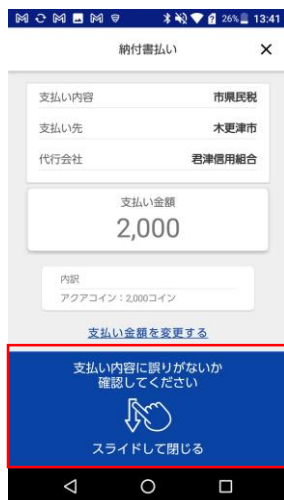 26% 13:41
納付書払い
支払い内容 市県民税
支払い先 木更津市
代行会社 君津信用組合
支払い金額
2,000
内訳
アクアコイン：2,000コイン
支払い金額を変更する
支払い内容に誤りがないか
確認してください
スライドして閉じる